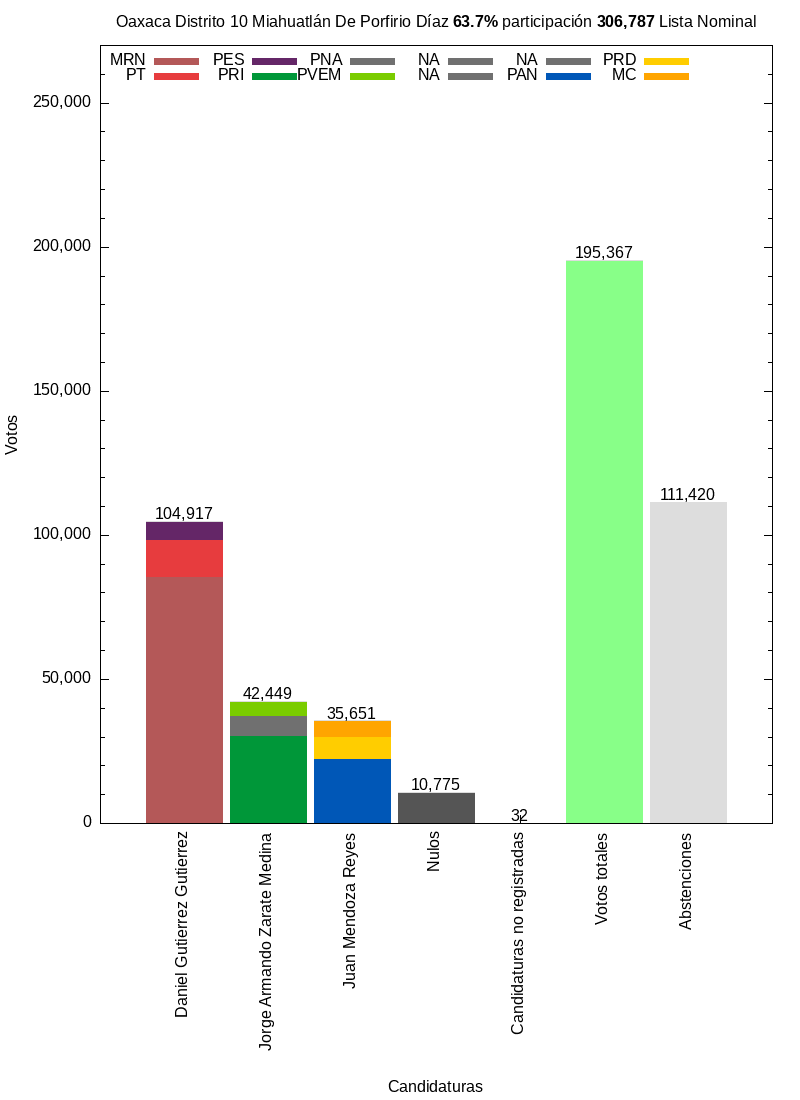 Oaxaca Distrito 10 Miahuatlán De Porfirio Díaz 63.7% participación 306,787 Lista Nominal
MRN PES PNA NA NA PRD
PT PRI PVEM NA PAN MC
250,000
200,000
150,000
100,000
50,000
0
Votos
104,917
42,449
35,651
10,775
32
195,367
111,420
Daniel Gutierrez Gutierrez
Jorge Armando Zarate Medina
Juan Mendoza Reyes
Nulos
Candidaturas no registradas
Votos totales
Abstenciones
Candidaturas